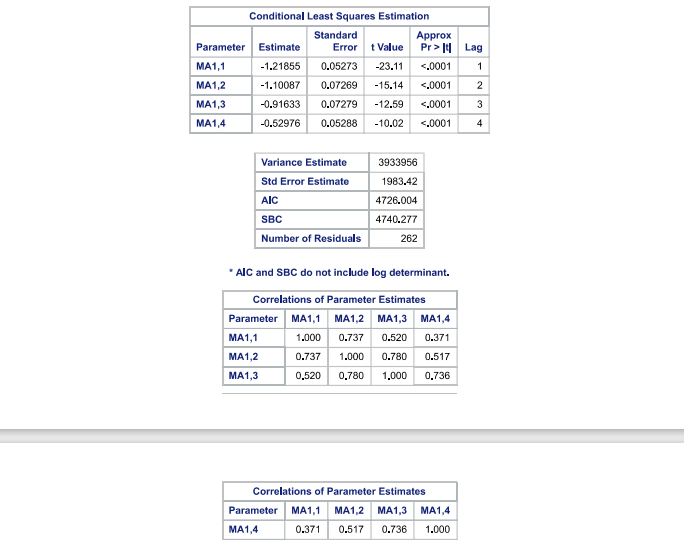 Conditional Least Squares Estimation
Parameter Estimate Standard Error t Value Approx Pr > |t| Lag
MA1,1 -1.21855 0.05273 -23.11 <.0001 1
MA1,2 -1.10087 0.07269 -15.14 <.0001 2
MA1,3 -0.91633 0.07279 -12.59 <.0001 3
MA1,4 -0.52976 0.05288 -10.02 <.0001 4
Variance Estimate 3933956
Std Error Estimate 1983.42
AIC 4726.004
SBC 4740.277
Number of Residuals 262
* AIC and SBC do not include log determinant.
Correlations of Parameter Estimates
Parameter MA1,1 MA1,2 MA1,3 MA1,4
MA1,1 1.000 0.737 0.520 0.371
MA1,2 0.737 1.000 0.780 0.517
MA1,3 0.520 0.780 1.000 0.736
Correlations of Parameter Estimates
Parameter MA1,1 MA1,2 MA1,3 MA1,4
MA1,4 0.371 0.517 0.736 1.000